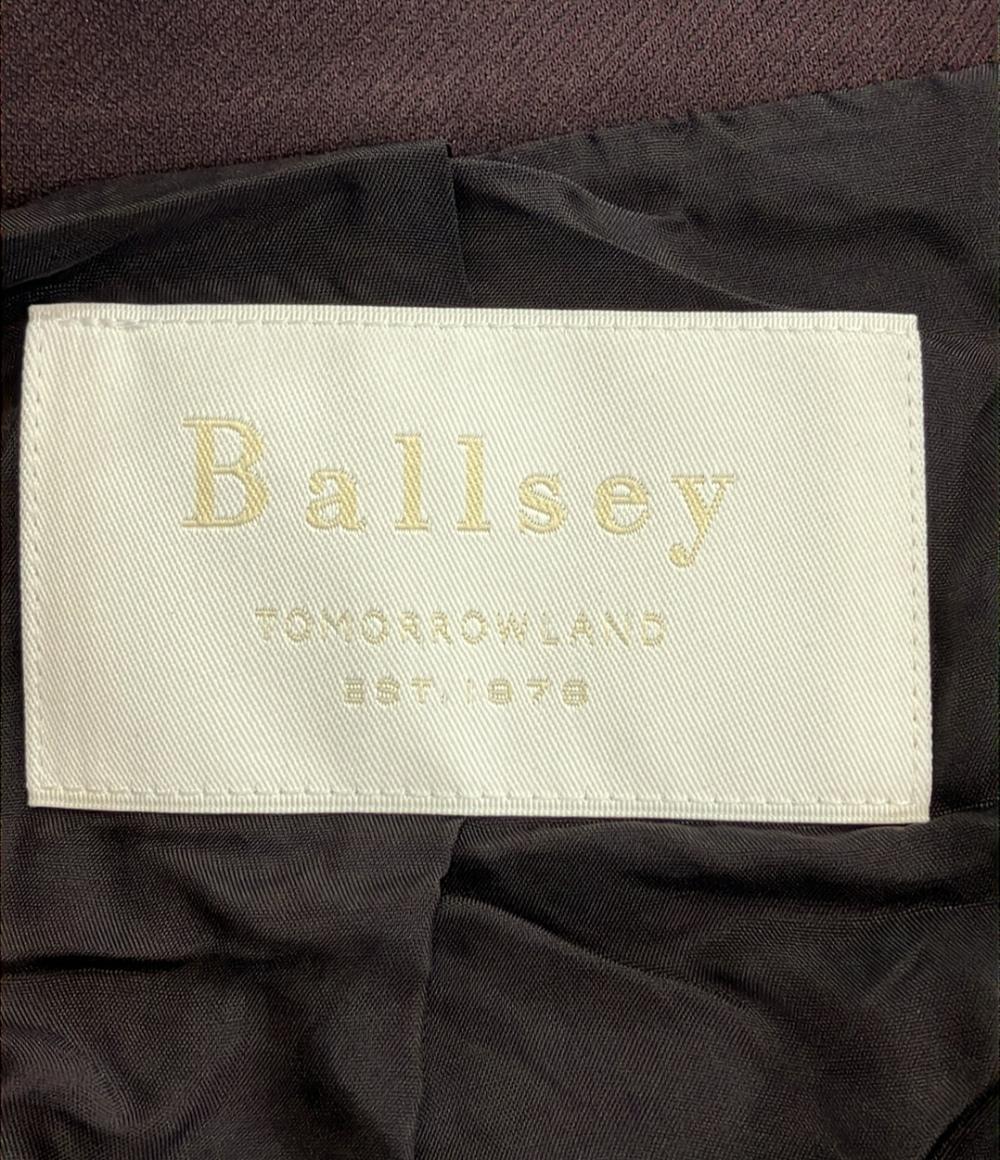 Ballsey
TOMORROWLAND
EST. 1978